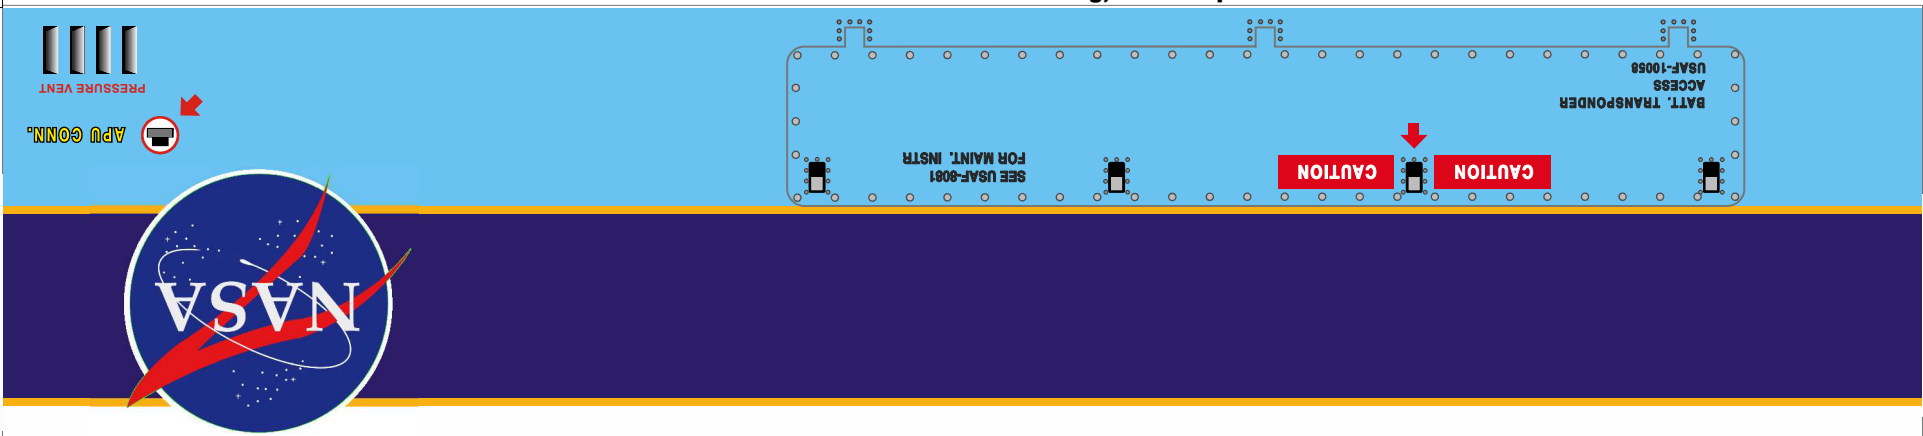 PRESSURE VENT
APU CONN.
USAF-10058
ACCESS
BATT. TRANSPONDER
SEE USAF-8081
FOR MAINT. INSTR
CAUTION
CAUTION
NASA